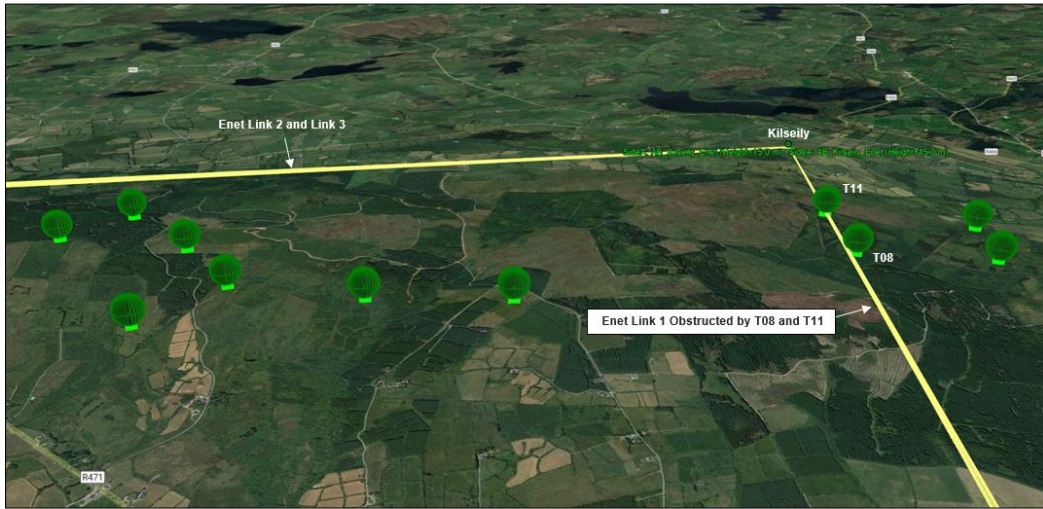 Enet Link 2 and Link 3
Kilseily
T11
T08
Enet Link 1 Obstructed by T08 and T11
R471